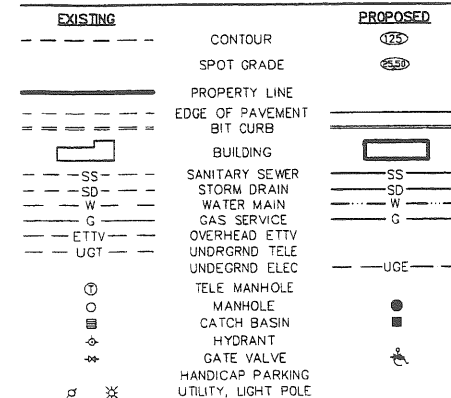 EXISTING PROPOSED
CONTOUR 125
SPOT GRADE 25.50
PROPERTY LINE
EDGE OF PAVEMENT
BIT CURB
BUILDING
SS SANITARY SEWER SS
SD STORM DRAIN SD
W WATER MAIN W
G GAS SERVICE G
ETTV OVERHEAD ETTV
UGT UNDRGRND TELE
UNDEGRND ELEC UGE
T TELE MANHOLE
MANHOLE
CATCH BASIN
HYDRANT
GATE VALVE
HANDICAP PARKING
UTILITY, LIGHT POLE